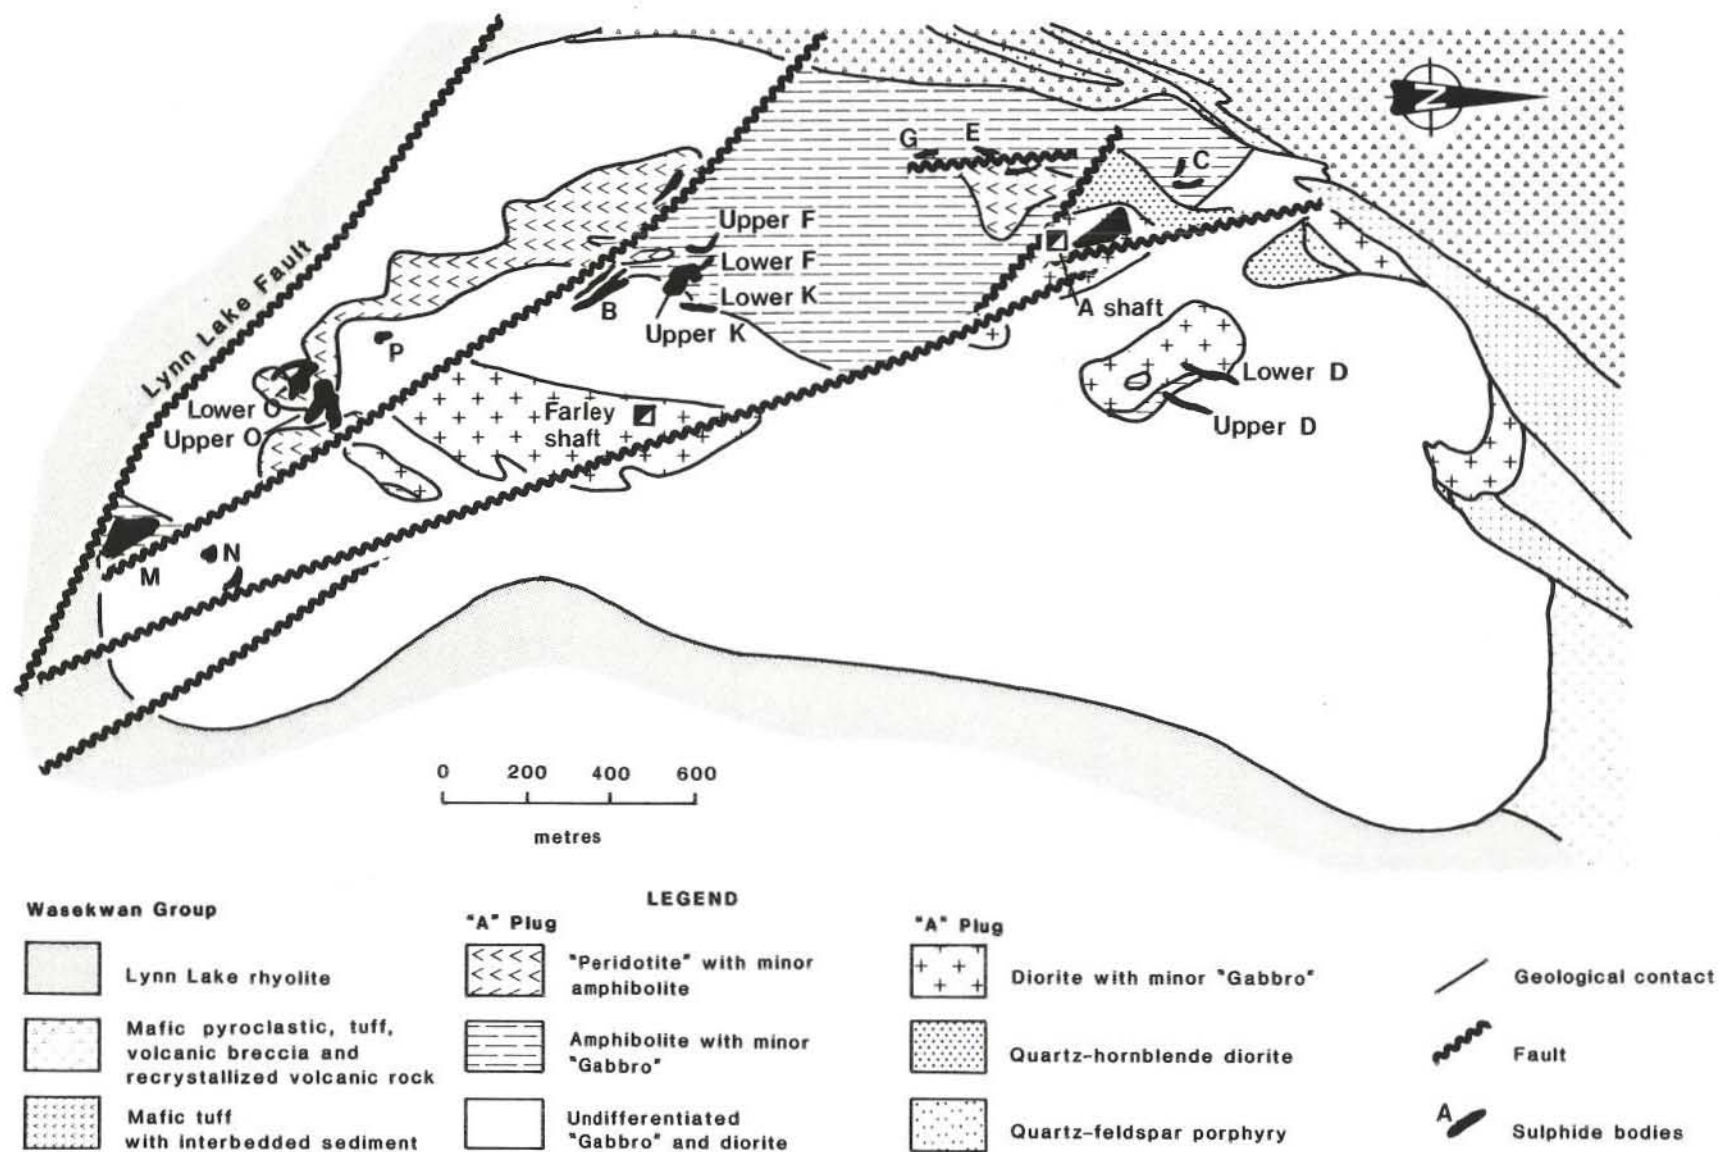 N
G
E
C
Upper F
Lower F
Lower K
Upper K
B
A shaft
P
Lynn Lake Fault
Lower O
Upper O
Farley
shaft
Lower D
Upper D
M
N
0 200 400 600
metres
LEGEND
Wasekwan Group
Lynn Lake rhyolite
Mafic pyroclastic, tuff,
volcanic breccia and
recrystallized volcanic rock
Mafic tuff
with interbedded sediment
"A" Plug
"Peridotite" with minor
amphibolite
Amphibolite with minor
"Gabbro"
Undifferentiated
"Gabbro" and diorite
"A" Plug
Diorite with minor "Gabbro"
Quartz-hornblende diorite
Quartz-feldspar porphyry
Geological contact
Fault
A
Sulphide bodies